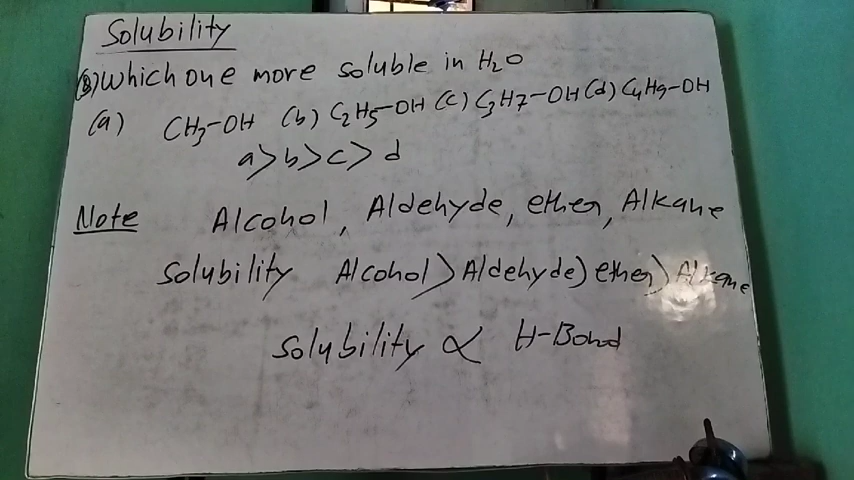 Solubility
(B) Which one more soluble in H2O
(a) CH3-OH (b) C2H5-OH (c) C3H7-OH (d) C4H9-OH
a>b>c>d
Note Alcohol, Aldehyde, ether, Alkane
Solubility Alcohol > Aldehyde > ether > Alkane
Solubility ∝ H-Bond